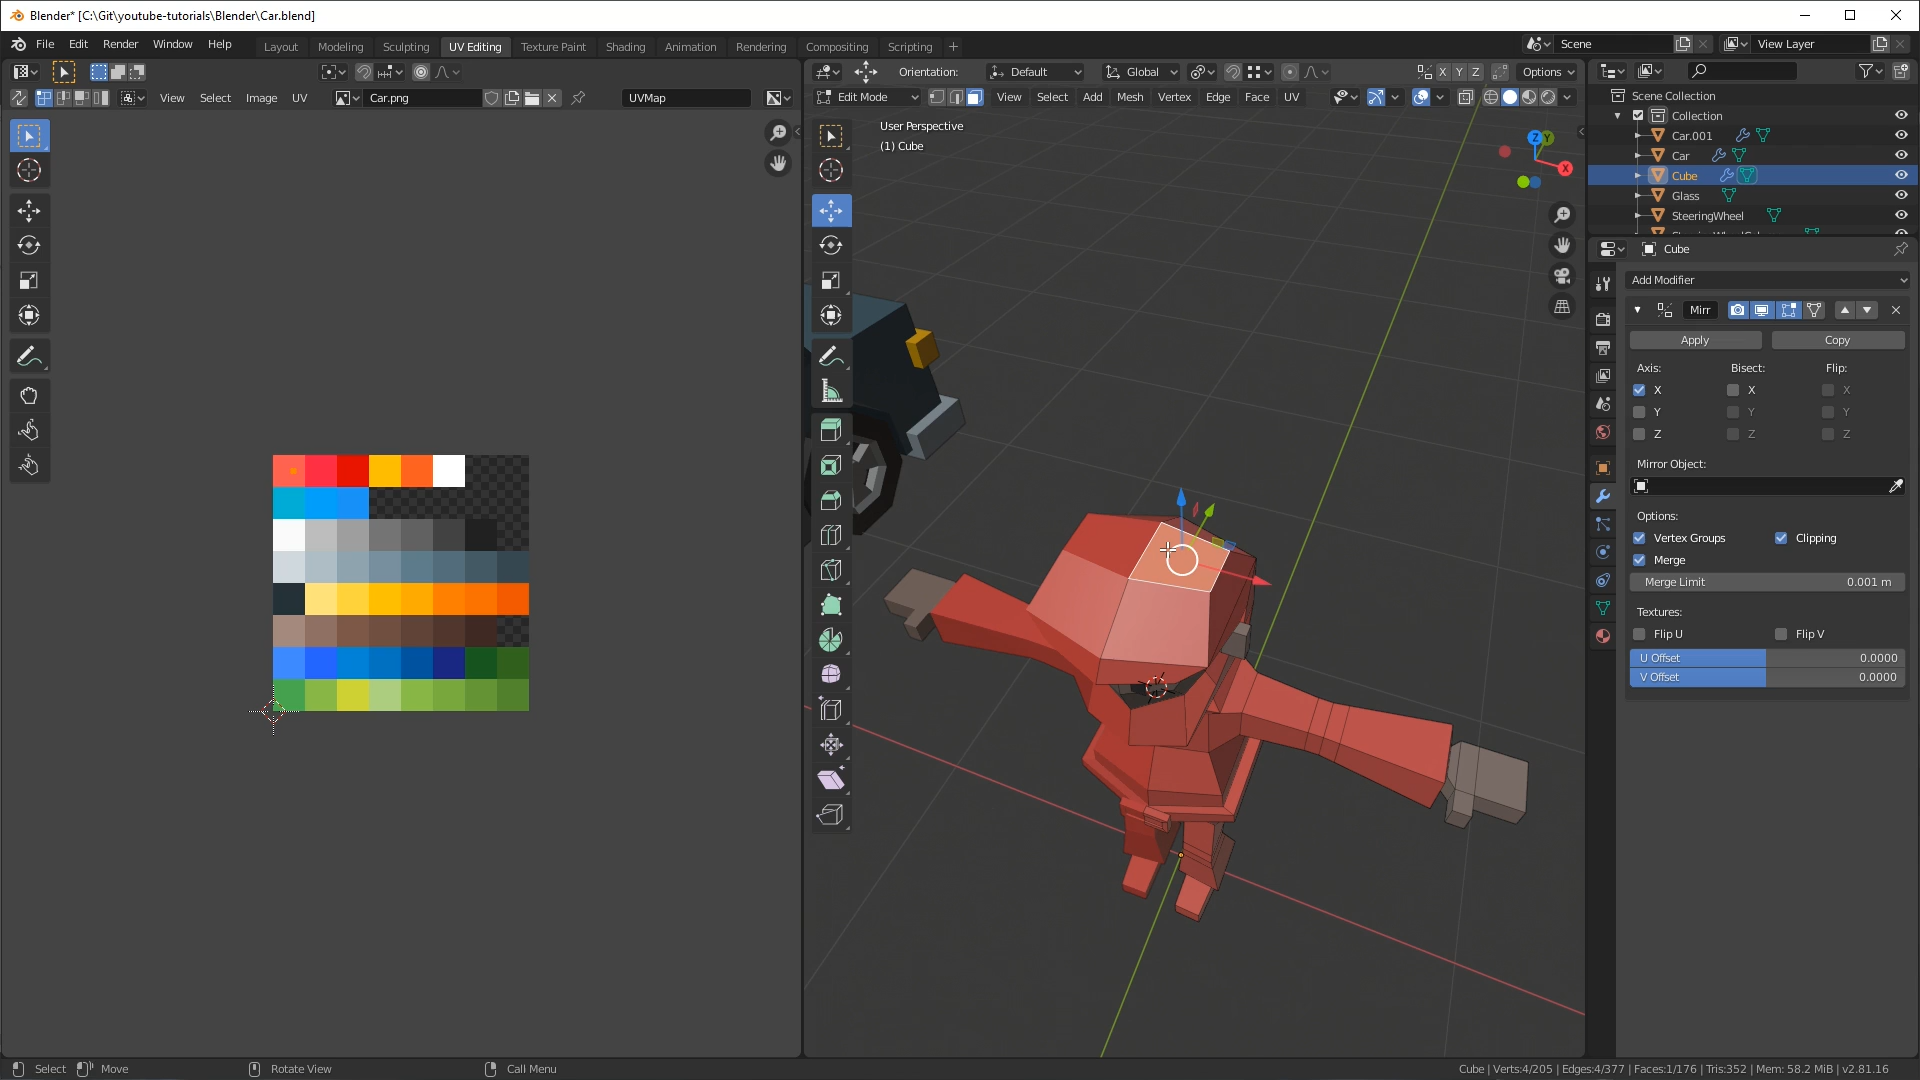 Blender* [C:\Git\youtube-tutorials\Blender\Car.blend]
File Edit Render Window Help Layout Modeling Sculpting UV Editing Texture Paint Shading Animation Rendering Compositing Scripting + Scene View Layer
Orientation: Default Global X Y Z Options
View Select Image UV Car.png UVMap Edit Mode View Select Add Mesh Vertex Edge Face UV
User Perspective
(1) Cube
Z Y
X
Scene Collection
Collection
Car.001
Car
Cube
Glass
SteeringWheel
Cube
Add Modifier
Mirr
Apply Copy
Axis: Bisect: Flip:
X X X
Y Y Y
Z Z Z
Mirror Object:
Options:
Vertex Groups Clipping
Merge
Merge Limit 0.001 m
Textures:
Flip U Flip V
U Offset 0.0000
V Offset 0.0000
Select Move Rotate View Call Menu Cube | Verts:4/205 | Edges:4/377 | Faces:1/176 | Tris:352 | Mem: 58.2 MiB | v2.81.16